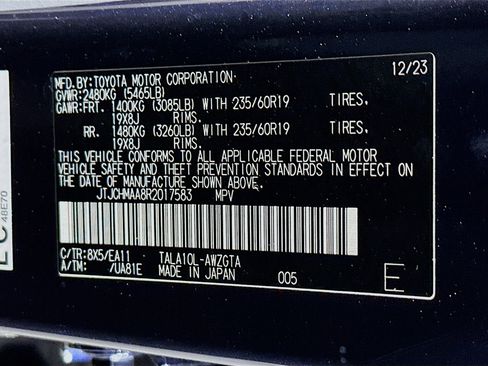 12/23
MFD.BY:TOYOTA MOTOR CORPORATION
GVWR:2480KG (5465LB)
GAWR:FRT. 1400KG (3085LB) WITH 235/60R19 TIRES,
19X8J RIMS.
RR. 1480KG (3260LB) WITH 235/60R19 TIRES,
19X8J RIMS.
THIS VEHICLE CONFORMS TO ALL APPLICABLE FEDERAL MOTOR
VEHICLE SAFETY AND THEFT PREVENTION STANDARDS IN EFFECT ON
THE DATE OF MANUFACTURE SHOWN ABOVE.
JTJCHMAA8R2017583 MPV
C/TR:8X5/EA11 TALA10L-AWZGTA
A/TM: /UA81E MADE IN JAPAN 005
E
48E70